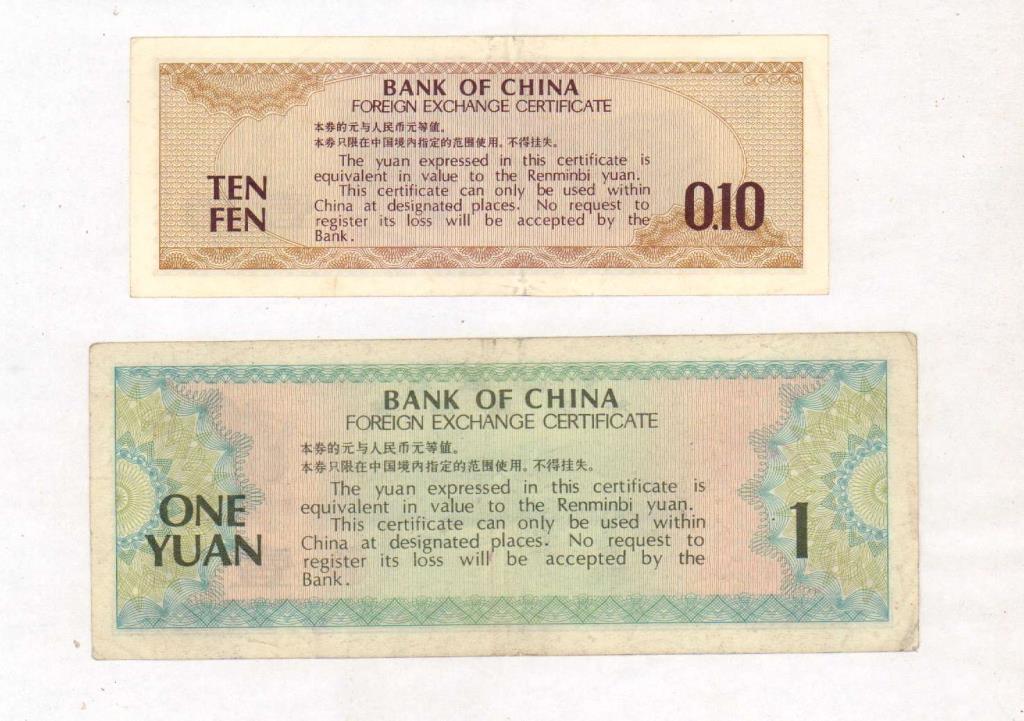 BANK OF CHINA
FOREIGN EXCHANGE CERTIFICATE
本券的元与人民币元等值。
本券只限在中国境内指定的范围使用。不得挂失。
The yuan expressed in this certificate is
equivalent in value to the Renminbi yuan.
This certificate can only be used within
China at designated places. No request to
register its loss will be accepted by the
Bank.
TEN
FEN
0.10
BANK OF CHINA
FOREIGN EXCHANGE CERTIFICATE
本券的元与人民币元等值。
本券只限在中国境内指定的范围使用。不得挂失。
The yuan expressed in this certificate is
equivalent in value to the Renminbi yuan.
This certificate can only be used within
China at designated places. No request to
register its loss will be accepted by the
Bank.
ONE
YUAN
1